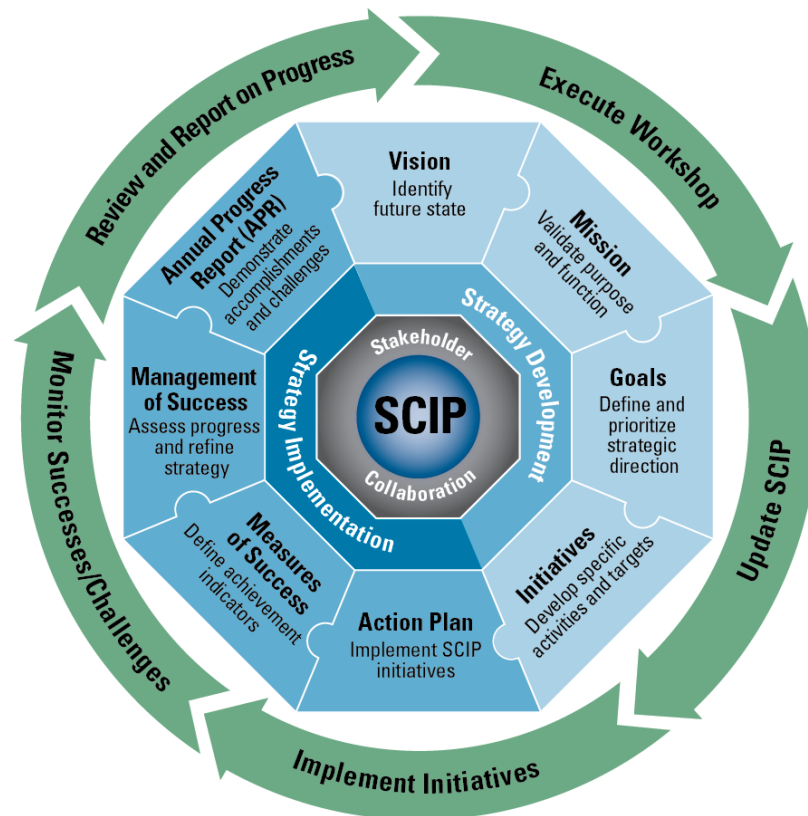 Review and Report on Progress
Execute Workshop
Update SCIP
Implement Initiatives
Monitor Successes/Challenges
Vision
Identify
future state
Mission
Validate purpose
and function
Goals
Define and
prioritize
strategic
direction
Initiatives
Develop specific
activities and targets
Action Plan
Implement SCIP
initiatives
Measures
of Success
Define achievement
indicators
Management
of Success
Assess progress
and refine
strategy
Annual Progress
Report (APR)
Demonstrate
accomplishments
and challenges
Strategy Development
Strategy Implementation
Stakeholder
SCIP
Collaboration